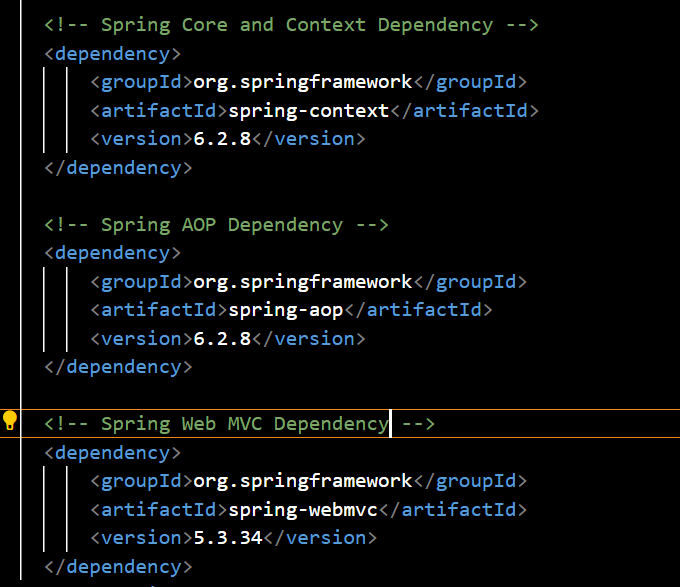 <!-- Spring Core and Context Dependency -->
<dependency>
<groupId>org.springframework</groupId>
<artifactId>spring-context</artifactId>
<version>6.2.8</version>
</dependency>
<!-- Spring AOP Dependency -->
<dependency>
<groupId>org.springframework</groupId>
<artifactId>spring-aop</artifactId>
<version>6.2.8</version>
</dependency>
<!-- Spring Web MVC Dependency -->
<dependency>
<groupId>org.springframework</groupId>
<artifactId>spring-webmvc</artifactId>
<version>5.3.34</version>
</dependency>